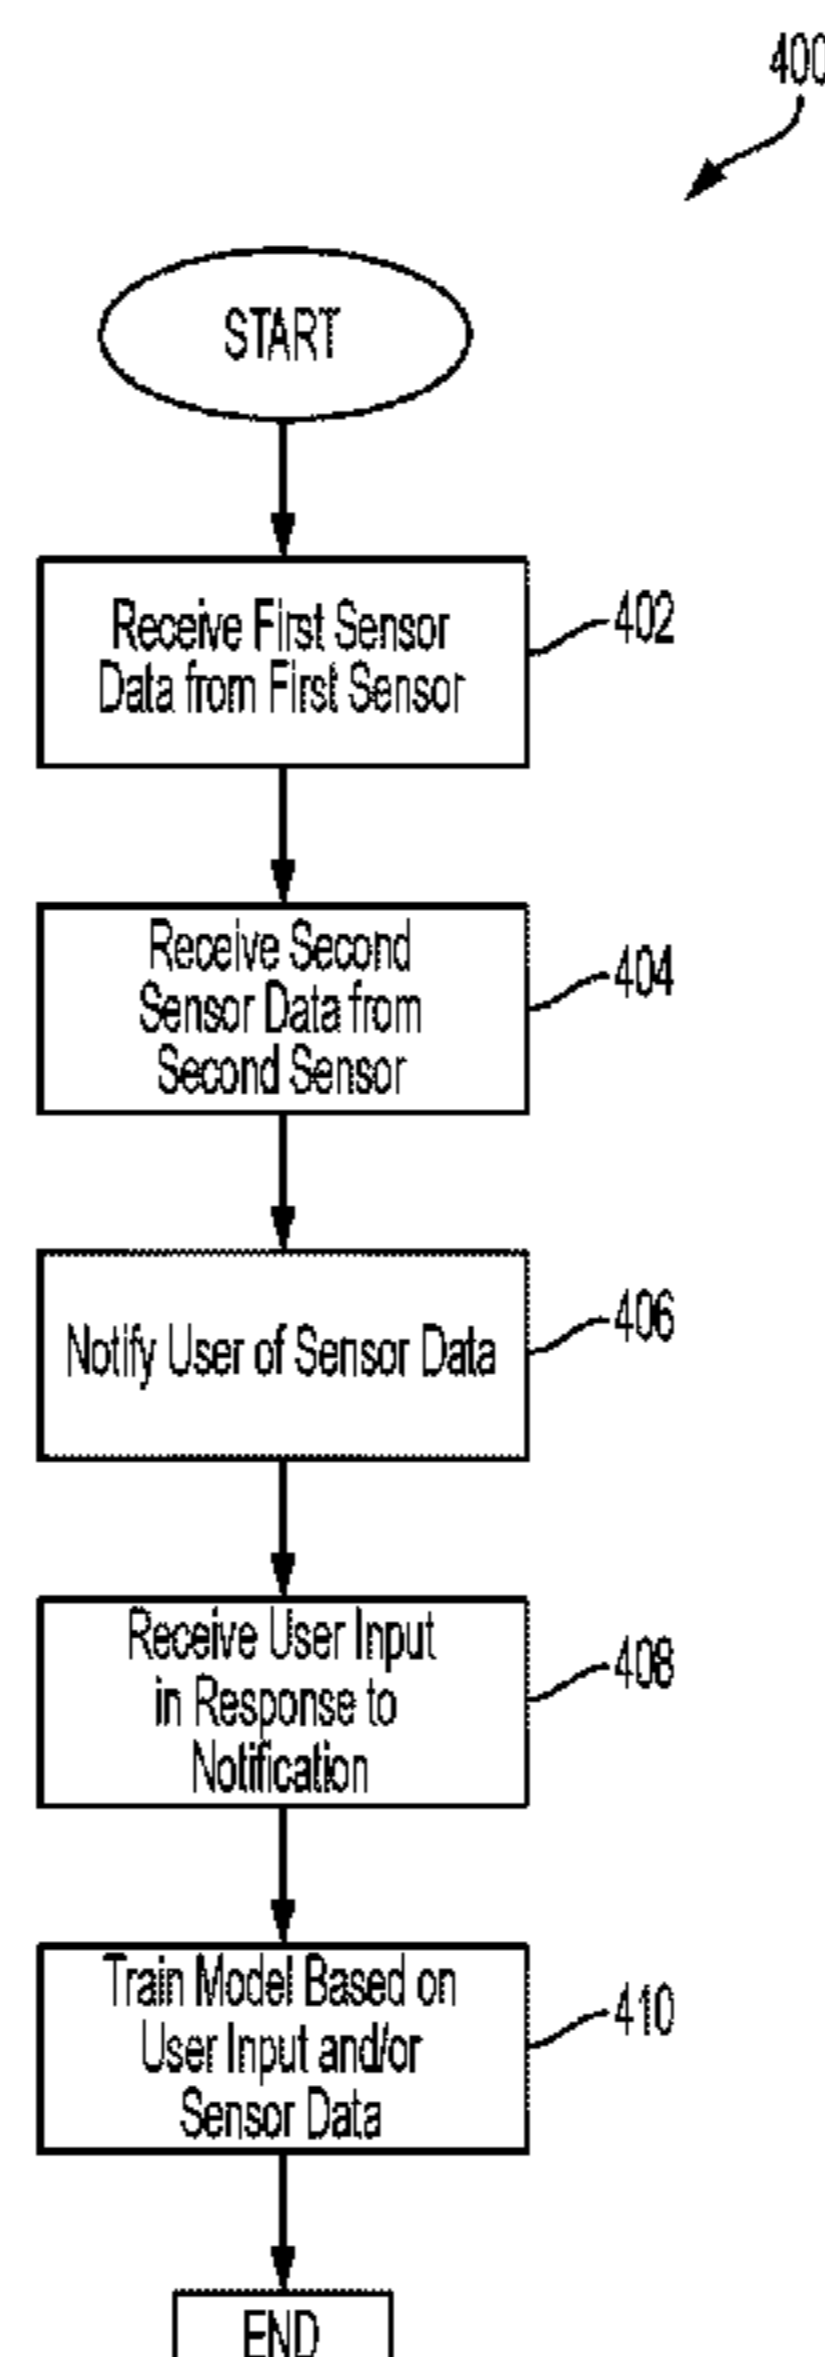 400
START
Receive First Sensor
Data from First Sensor
402
Receive Second
Sensor Data from
Second Sensor
404
Notify User of Sensor Data
406
Receive User Input
in Response to
Notification
408
Train Model Based on
User Input and/or
Sensor Data
410
END